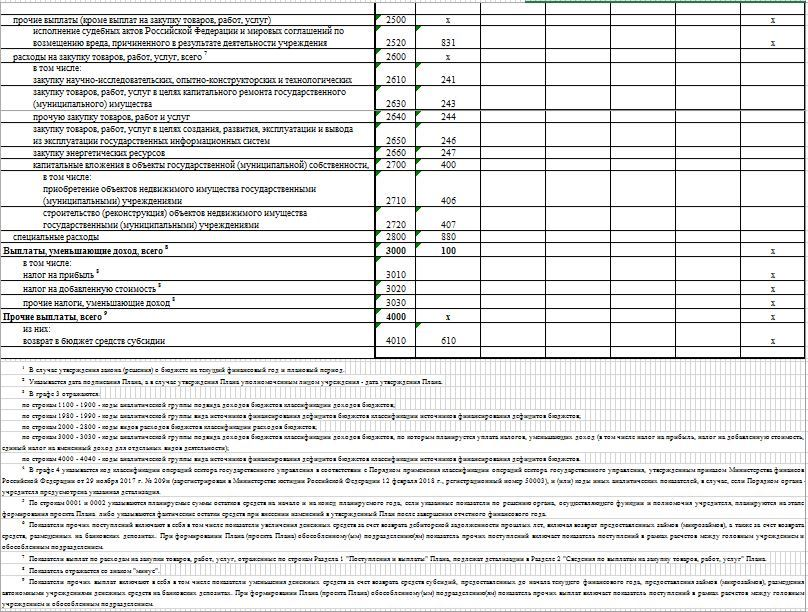 прочие выплаты (кроме выплат на закупку товаров, работ, услуг) 2500 x x
исполнение судебных актов Российской Федерации и мировых соглашений по
возмещению вреда, причиненного в результате деятельности учреждения 2520 831 x
расходы на закупку товаров, работ, услуг, всего 7 2600 x
в том числе:
закупку научно-исследовательских, опытно-конструкторских и технологических 2610 241
закупку товаров, работ, услуг в целях капитального ремонта государственного
(муниципального) имущества 2630 243
прочую закупку товаров, работ и услуг 2640 244
закупку товаров, работ, услуг в целях создания, развития, эксплуатации и вывода
из эксплуатации государственных информационных систем 2650 246
закупку энергетических ресурсов 2660 247
капитальные вложения в объекты государственной (муниципальной) собственности, 2700 400
в том числе:
приобретение объектов недвижимого имущества государственными
(муниципальными) учреждениями 2710 406
строительство (реконструкция) объектов недвижимого имущества
государственными (муниципальными) учреждениями 2720 407
специальные расходы 2800 880
Выплаты, уменьшающие доход, всего 8 3000 100 x
в том числе:
налог на прибыль 8 3010 x
налог на добавленную стоимость 8 3020 x
прочие налоги, уменьшающие доход 8 3030 x
Прочие выплаты, всего 9 4000 x x
из них:
возврат в бюджет средств субсидии 4010 610 x
1 В случае утверждения закона (решения) о бюджете на текущий финансовый год и плановый период.
2 Указывается дата подписания Плана, а в случае утверждения Плана уполномоченным лицом учреждения - дата утверждения Плана.
3 В графе 3 отражаются:
по строкам 1100 - 1900 - коды аналитической группы подвида доходов бюджетов классификации доходов бюджетов;
по строкам 1980 - 1990 - коды аналитической группы вида источников финансирования дефицитов бюджетов классификации источников финансирования дефицитов бюджетов;
по строкам 2000 - 2800 - коды видов расходов бюджетов классификации расходов бюджетов;
по строкам 3000 - 3030 - коды аналитической группы подвида доходов бюджетов классификации доходов бюджетов, по которым планируется уплата налогов, уменьшающих доход (в том числе налог на прибыль, налог на добавленную стоимость,
единый налог на вмененный доход для отдельных видов деятельности);
по строкам 4000 - 4040 - коды аналитической группы вида источников финансирования дефицитов бюджетов классификации источников финансирования дефицитов бюджетов.
4 В графе 4 указывается код классификации операций сектора государственного управления в соответствии с Порядком применения классификации операций сектора государственного управления, утвержденным приказом Министерства финансов
Российской Федерации от 29 ноября 2017 г. № 209н (зарегистрирован в Министерстве юстиции Российской Федерации 12 февраля 2018 г., регистрационный номер 50003), и (или) коды иных аналитических показателей, в случае, если Порядком органа -
учредителя предусмотрена указанная детализация.
5 По строкам 0001 и 0002 указываются планируемые суммы остатков средств на начало и на конец планируемого года, если указанные показатели по решению органа, осуществляющего функции и полномочия учредителя, планируются на этапе
формирования проекта Плана либо указываются фактические остатки средств при внесении изменений в утвержденный План после завершения отчетного финансового года.
6 Показатели прочих поступлений включают в себя в том числе показатели увеличения денежных средств за счет возврата дебиторской задолженности прошлых лет, включая возврат предоставленных займов (микрозаймов), а также за счет возврата
средств, размещенных на банковских депозитах. При формировании Плана (проекта Плана) обособленному(ым) подразделению(ям) показатель прочих поступлений включает показатель поступлений в рамках расчетов между головным учреждением и
обособленным подразделением.
7 Показатели выплат по расходам на закупки товаров, работ, услуг, отраженные по строкам Раздела 1 "Поступления и выплаты" Плана, подлежат детализации в Разделе 2 "Сведения по выплатам на закупку товаров, работ, услуг" Плана.
8 Показатель отражается со знаком "минус".
9 Показатели прочих выплат включают в себя в том числе показатели уменьшения денежных средств за счет возврата средств субсидий, предоставленных до начала текущего финансового года, предоставления займов (микрозаймов), размещения
автономными учреждениями денежных средств на банковских депозитах. При формировании Плана (проекта Плана) обособленному(ым) подразделению(ям) показатель прочих выплат включает показатель поступлений в рамках расчетов между головным
учреждением и обособленным подразделением.